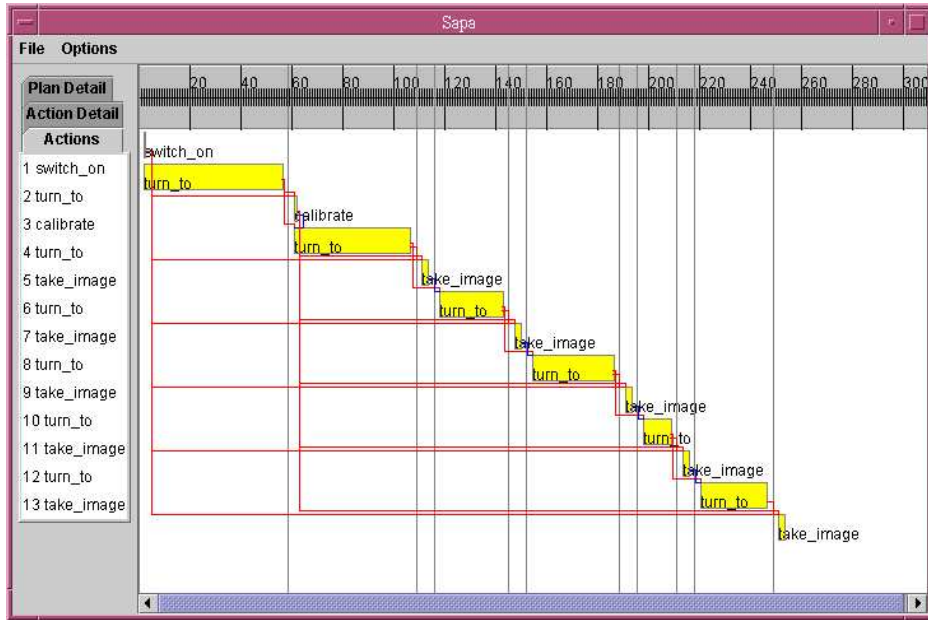 Sapa
File Options
Plan Detail
Action Detail
Actions
1 switch_on
2 turn_to
3 calibrate
4 turn_to
5 take_image
6 turn_to
7 take_image
8 turn_to
9 take_image
10 turn_to
11 take_image
12 turn_to
13 take_image
20 40 60 80 100 120 140 160 180 200 220 240 260 280 300
switch_on
turn_to
calibrate
turn_to
take_image
turn_to
take_image
turn_to
take_image
turn_to
take_image
turn_to
take_image